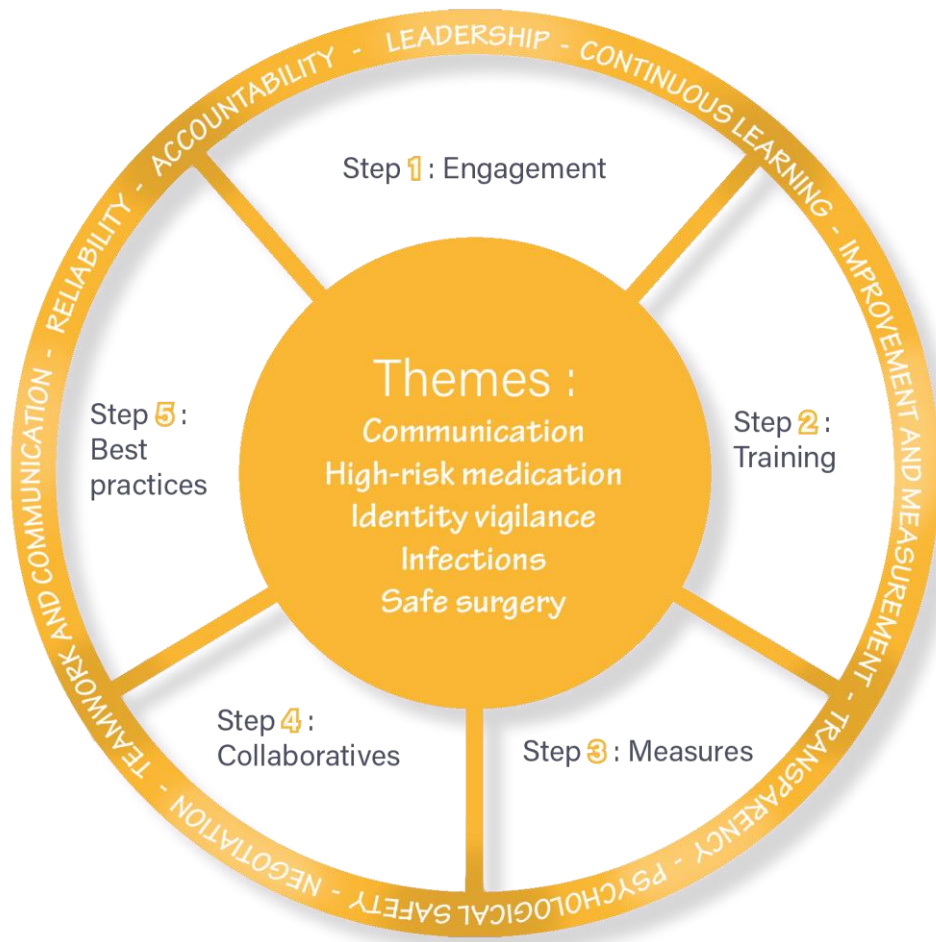 LEADERSHIP - CONTINUOUS LEARNING - IMPROVEMENT AND MEASUREMENT - TRANSPARENCY - PSYCHOLOGICAL SAFETY - NEGOTIATION - TEAMWORK AND COMMUNICATION - RELIABILITY - ACCOUNTABILITY -
Step 1 : Engagement
Step 2 :
Training
Step 3 : Measures
Step 4 :
Collaboratives
Step 5 :
Best
practices
Themes :
Communication
High-risk medication
Identity vigilance
Infections
Safe surgery